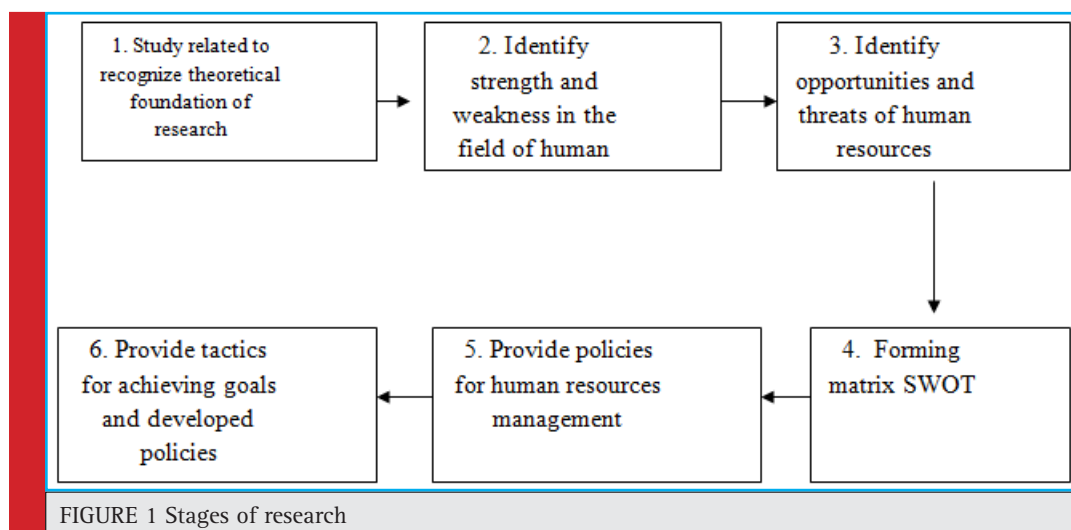 1. Study related to
recognize theoretical
foundation of
research
2. Identify
strength and
weakness in the
field of human
3. Identify
opportunities and
threats of human
resources
4. Forming
matrix SWOT
5. Provide policies
for human resources
management
6. Provide tactics
for achieving goals
and developed
policies
FIGURE 1 Stages of research